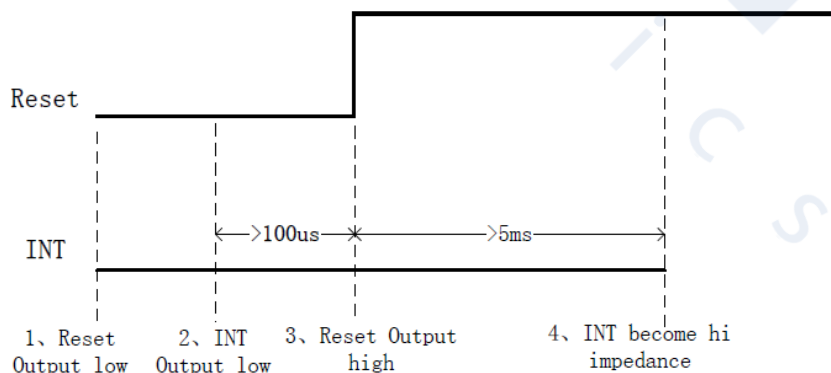 Reset
>100us
>5ms
INT
1、Reset Output low
2、INT Output low
3、Reset Output high
4、INT become hi impedance
i c s